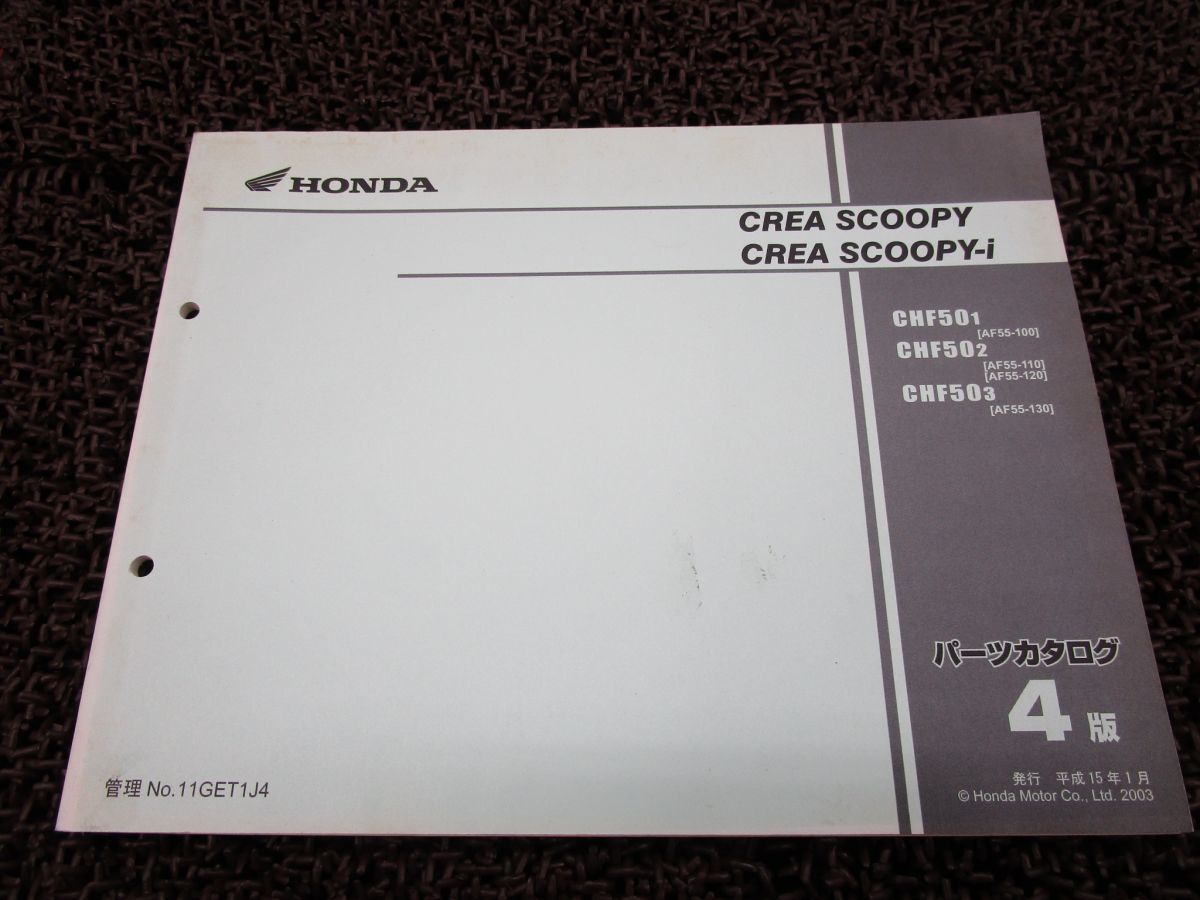 HONDA
CREA SCOOPY
CREA SCOOPY-i
CHF501
[AF55-100]
CHF502
[AF55-110]
[AF55-120]
CHF503
[AF55-130]
パーツカタログ
4版
管理 No.11GET1J4
発行 平成15年1月
© Honda Motor Co., Ltd. 2003